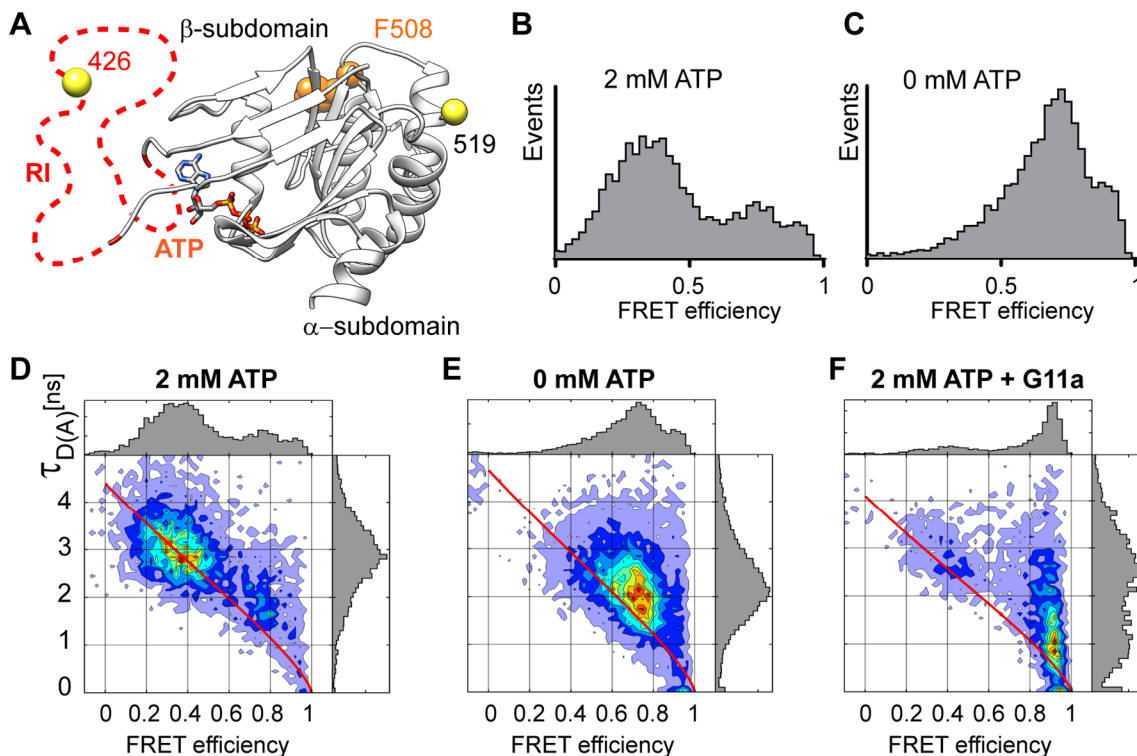 A
β-subdomain
F508
426
519
RI
ATP
α–subdomain
B
2 mM ATP
Events
0 0.5 1
FRET efficiency
C
0 mM ATP
Events
0 0.5 1
FRET efficiency
D
2 mM ATP
τD(A)[ns]
4
3
2
1
0
0 0.2 0.4 0.6 0.8 1
FRET efficiency
E
0 mM ATP
0 0.2 0.4 0.6 0.8 1
FRET efficiency
F
2 mM ATP + G11a
0 0.2 0.4 0.6 0.8 1
FRET efficiency